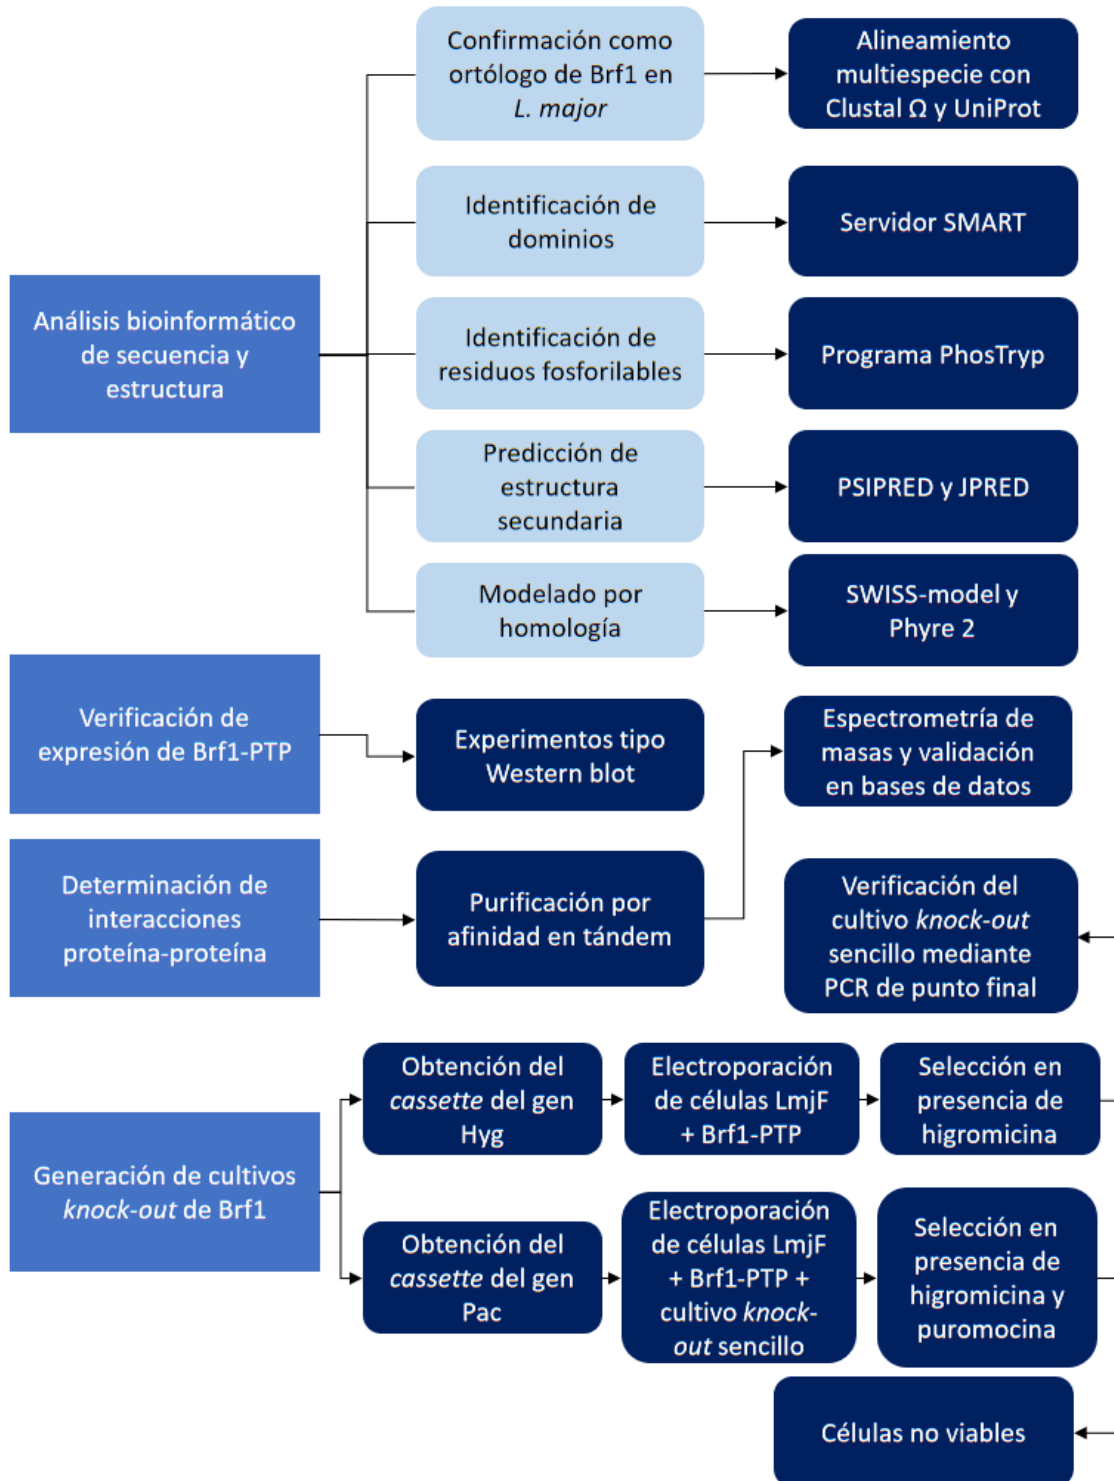 Confirmación como
ortólogo de Brf1 en
L. major
Alineamiento
multiespecie con
Clustal Ω y UniProt
Identificación de
dominios
Servidor SMART
Análisis bioinformático
de secuencia y
estructura
Identificación de
residuos fosforilables
Programa PhosTryp
Predicción de
estructura
secundaria
PSIPRED y JPRED
Modelado por
homología
SWISS-model y
Phyre 2
Verificación de
expresión de Brf1-PTP
Experimentos tipo
Western blot
Espectrometría de
masas y validación
en bases de datos
Determinación de
interacciones
proteína-proteína
Purificación por
afinidad en tándem
Verificación del
cultivo knock-out
sencillo mediante
PCR de punto final
Generación de cultivos
knock-out de Brf1
Obtención del
cassette del gen
Hyg
Electroporación
de células LmjF
+ Brf1-PTP
Selección en
presencia de
higromicina
Obtención del
cassette del gen
Pac
Electroporación
de células LmjF
+ Brf1-PTP +
cultivo knock-
out sencillo
Selección en
presencia de
higromicina y
puromocina
Células no viables